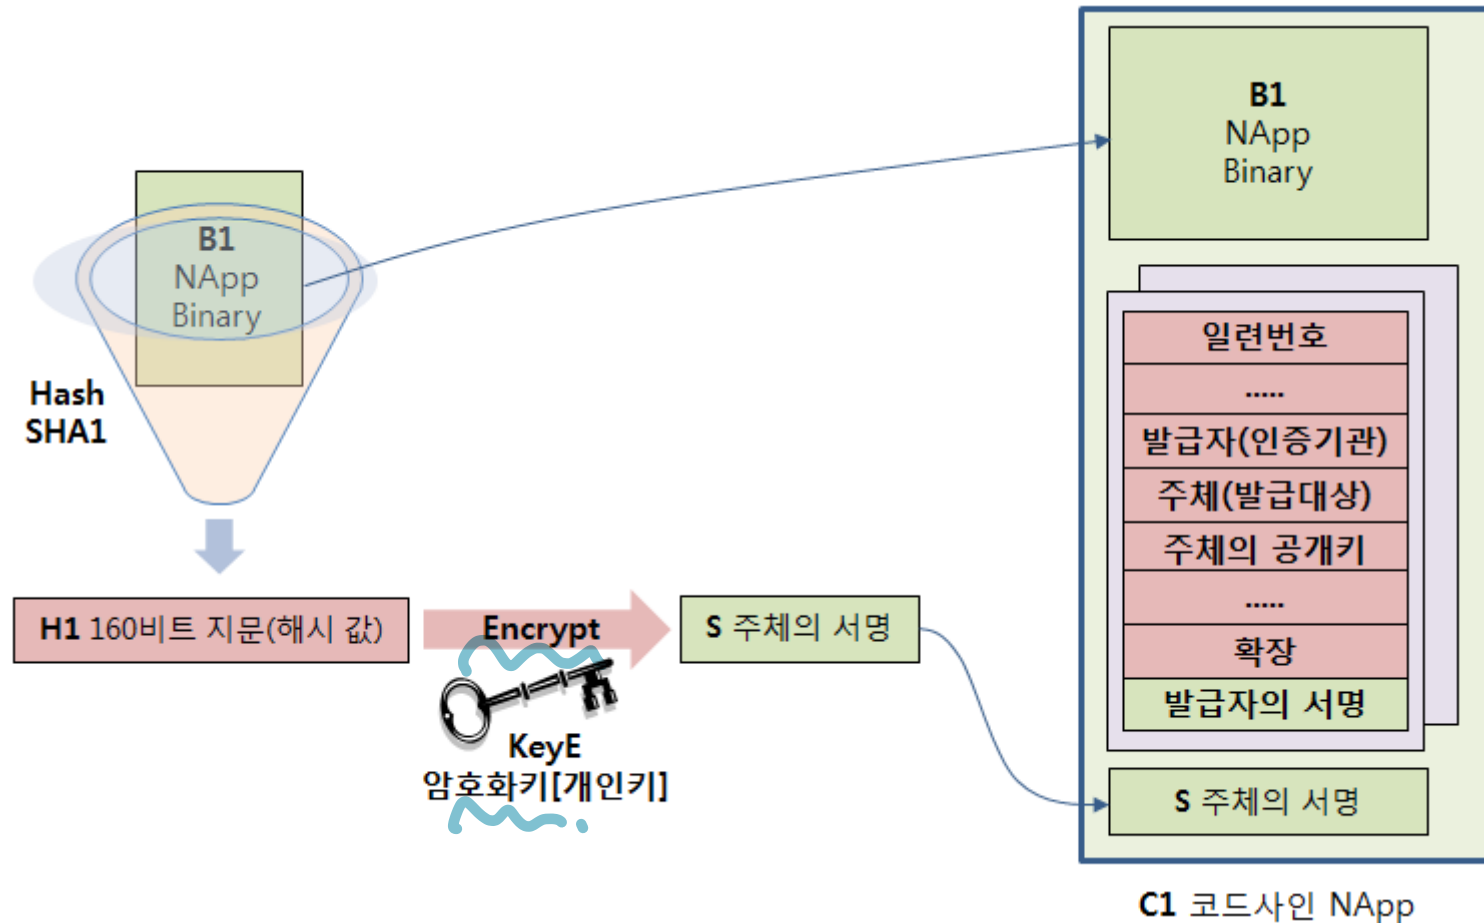 B1
NApp
Binary
Hash
SHA1
H1 160비트 지문(해시 값)
Encrypt
KeyE
암호화키[개인키]
S 주체의 서명
B1
NApp
Binary
일련번호
.....
발급자(인증기관)
주체(발급대상)
주체의 공개키
.....
확장
발급자의 서명
S 주체의 서명
C1 코드사인 NApp